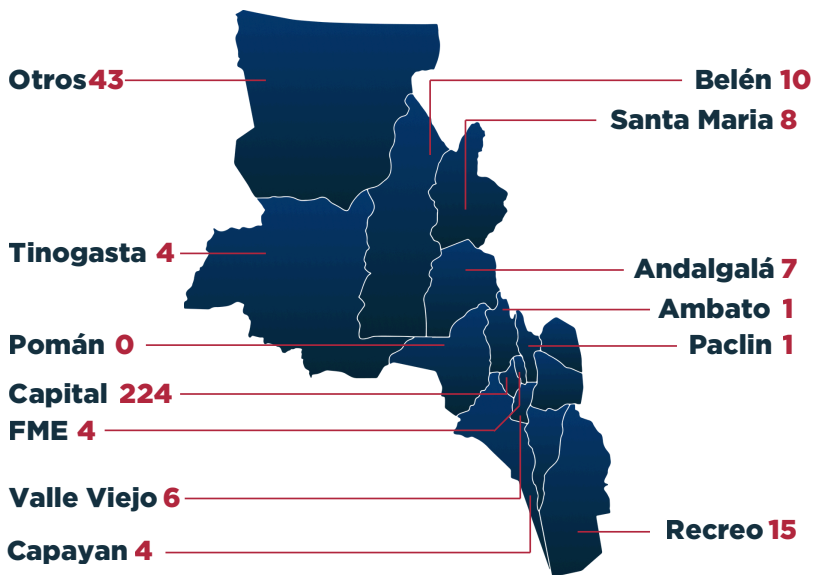 Otros 43
Belén 10
Santa Maria 8
Tinogasta 4
Andalgalá 7
Ambato 1
Pomán 0
Paclin 1
Capital 224
FME 4
Valle Viejo 6
Recreo 15
Capayan 4